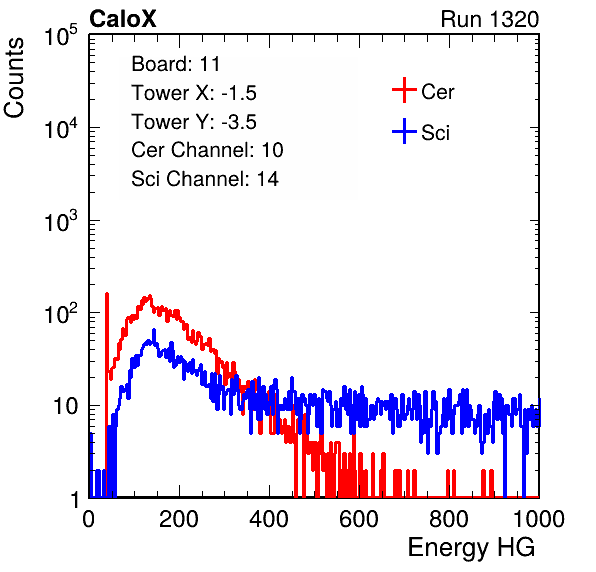 CaloX Run 1320
10^5
10^4
10^3
10^2
10
1
Counts
Board: 11
Tower X: -1.5
Tower Y: -3.5
Cer Channel: 10
Sci Channel: 14
Cer
Sci
0 200 400 600 800 1000
Energy HG